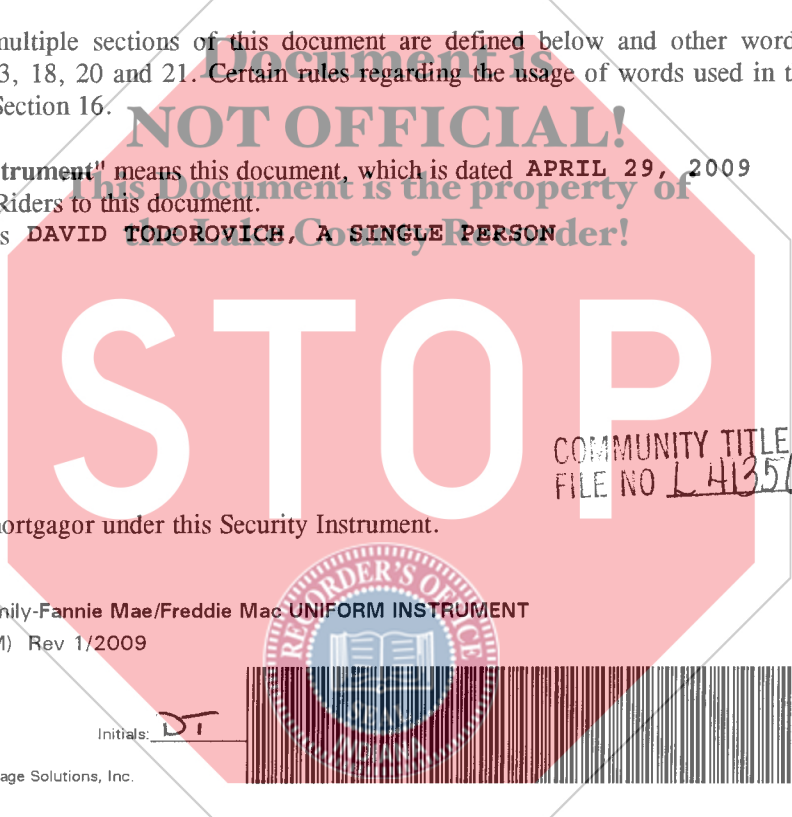 multiple sections of this document are defined below and other word
3, 18, 20 and 21. Certain rules regarding the usage of words used in t
Section 16.
Document is
NOT OFFICIAL!
This Document is the property of
the Lake County Recorder!
trument" means this document, which is dated APRIL 29, 2009
Riders to this document.
s DAVID TODOROVICH, A SINGLE PERSON
STOP
COMMUNITY TITLE
FILE NO L 4135
mortgagor under this Security Instrument.
RECORDER'S OFFICE
SEAL
INDIANA
nily-Fannie Mae/Freddie Mac UNIFORM INSTRUMENT
M) Rev 1/2009
Initials: DT
age Solutions, Inc.